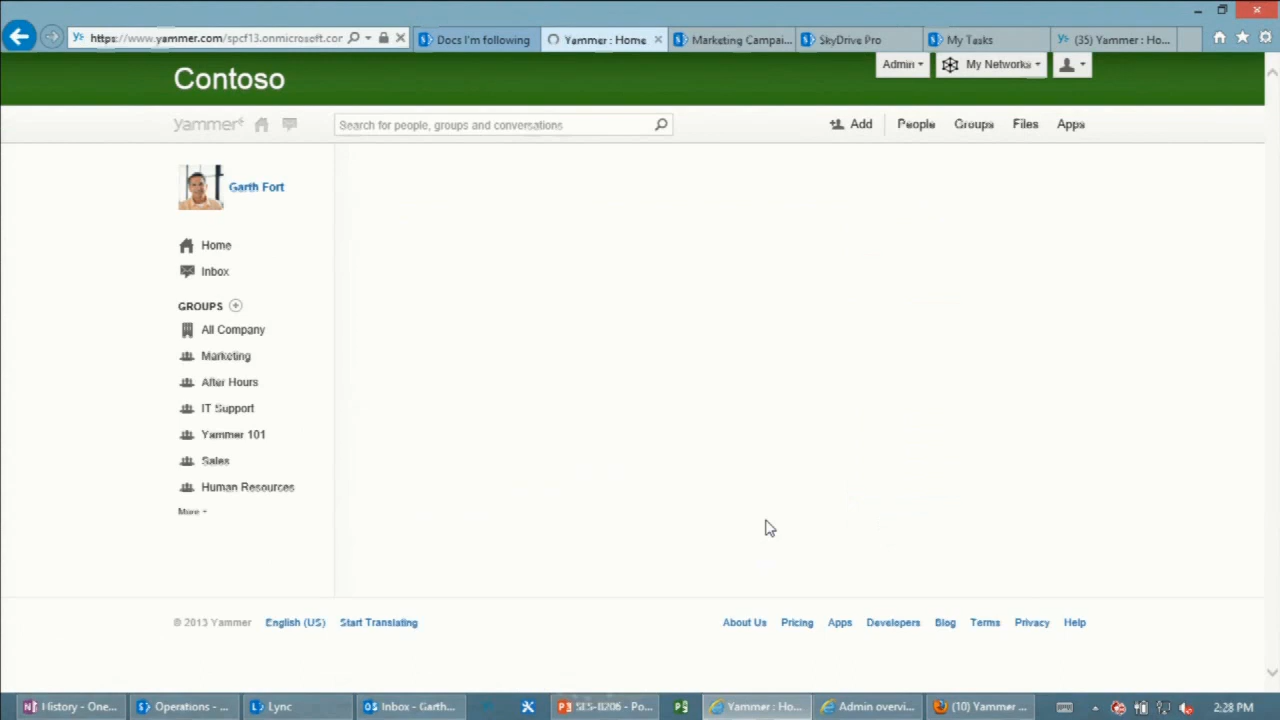 https://www.yammer.com/spcf13.onmicrosoft.cor
Docs I'm following
Yammer : Home
Marketing Campai...
SkyDrive Pro
My Tasks
(35) Yammer : Ho...
Contoso
Admin
My Networks
yammer
Search for people, groups and conversations
Add
People
Groups
Files
Apps
Garth Fort
Home
Inbox
GROUPS
All Company
Marketing
After Hours
IT Support
Yammer 101
Sales
Human Resources
More
© 2013 Yammer
English (US)
Start Translating
About Us
Pricing
Apps
Developers
Blog
Terms
Privacy
Help
History - One...
Operations - ...
Lync
Inbox - Garth...
SES-B206 - Po...
Yammer : Ho...
Admin overvi...
(10) Yammer ...
2:28 PM